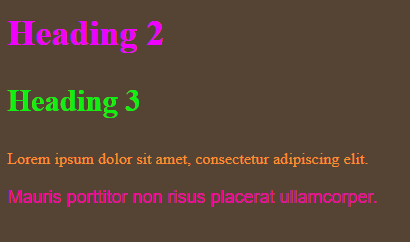 Heading 2
Heading 3
Lorem ipsum dolor sit amet, consectetur adipiscing elit.
Mauris porttitor non risus placerat ullamcorper.